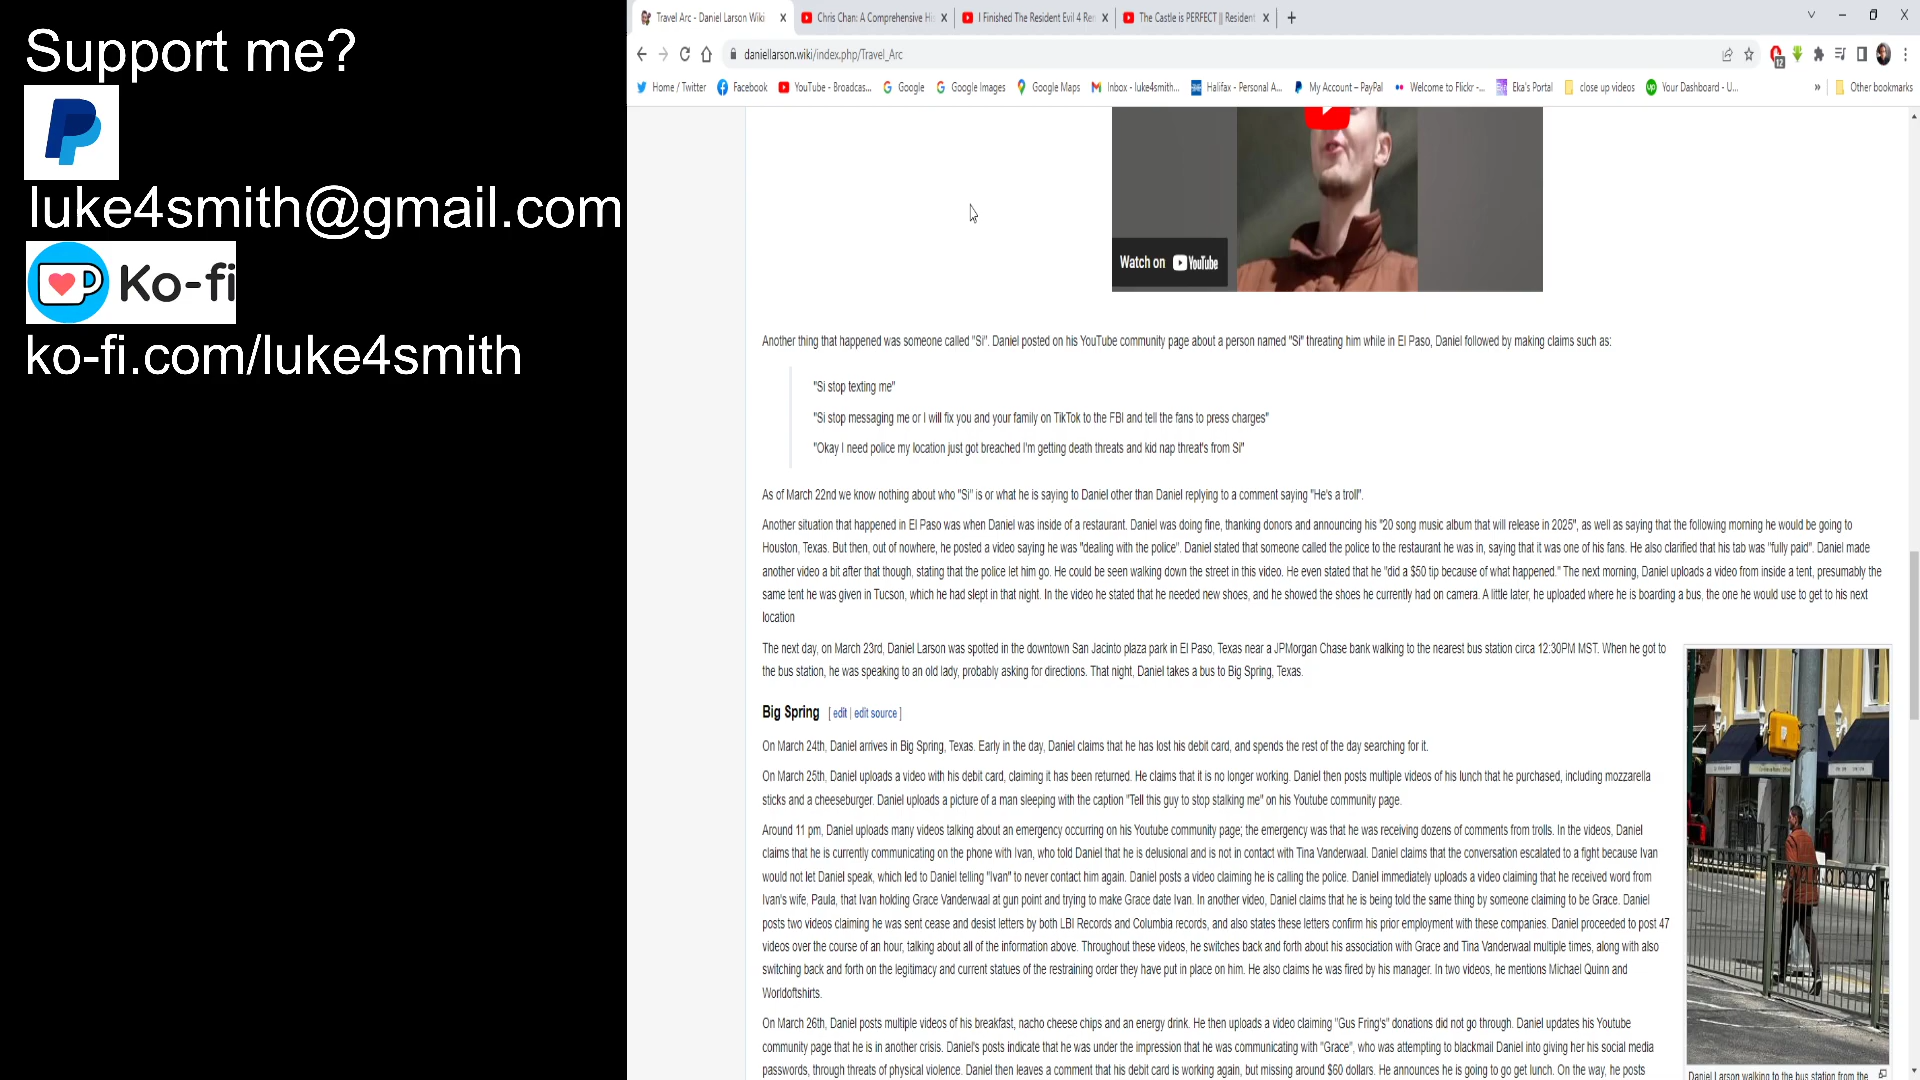 Support me?
luke4smith@gmail.com
Ko-fi
ko-fi.com/luke4smith
Travel Arc - Daniel Larson Wiki
Chris Chan: A Comprehensive Hi
I Finished The Resident Evil 4 Re
The Castle is PERFECT || Resident
daniellarson.wiki/index.php/Travel_Arc
12
Home / Twitter
Facebook
YouTube - Broadcas...
Google
Google Images
Google Maps
Inbox - luke4smith...
Halifax - Personal A...
My Account – PayPal
Welcome to Flickr -...
Eka's Portal
close up videos
Your Dashboard - U...
»
Other bookmarks
Watch on YouTube
Another thing that happened was someone called "Si". Daniel posted on his YouTube community page about a person named "Si" threating him while in El Paso, Daniel followed by making claims such as:
"Si stop texting me"
"Si stop messaging me or I will fix you and your family on TikTok to the FBI and tell the fans to press charges"
"Okay I need police my location just got breached I'm getting death threats and kid nap threat's from Si"
As of March 22nd we know nothing about who "Si" is or what he is saying to Daniel other than Daniel replying to a comment saying "He's a troll".
Another situation that happened in El Paso was when Daniel was inside of a restaurant. Daniel was doing fine, thanking donors and announcing his "20 song music album that will release in 2025", as well as saying that the following morning he would be going to
Houston, Texas. But then, out of nowhere, he posted a video saying he was "dealing with the police". Daniel stated that someone called the police to the restaurant he was in, saying that it was one of his fans. He also clarified that his tab was "fully paid". Daniel made
another video a bit after that though, stating that the police let him go. He could be seen walking down the street in this video. He even stated that he "did a $50 tip because of what happened." The next morning, Daniel uploads a video from inside a tent, presumably the
same tent he was given in Tucson, which he had slept in that night. In the video he stated that he needed new shoes, and he showed the shoes he currently had on camera. A little later, he uploaded where he is boarding a bus, the one he would use to get to his next
location
The next day, on March 23rd, Daniel Larson was spotted in the downtown San Jacinto plaza park in El Paso, Texas near a JPMorgan Chase bank walking to the nearest bus station circa 12:30PM MST. When he got to
the bus station, he was speaking to an old lady, probably asking for directions. That night, Daniel takes a bus to Big Spring, Texas.
Big Spring [ edit | edit source ]
On March 24th, Daniel arrives in Big Spring, Texas. Early in the day, Daniel claims that he has lost his debit card, and spends the rest of the day searching for it.
On March 25th, Daniel uploads a video with his debit card, claiming it has been returned. He claims that it is no longer working. Daniel then posts multiple videos of his lunch that he purchased, including mozzarella
sticks and a cheeseburger. Daniel uploads a picture of a man sleeping with the caption "Tell this guy to stop stalking me" on his Youtube community page.
Around 11 pm, Daniel uploads many videos talking about an emergency occurring on his Youtube community page; the emergency was that he was receiving dozens of comments from trolls. In the videos, Daniel
claims that he is currently communicating on the phone with Ivan, who told Daniel that he is delusional and is not in contact with Tina Vanderwaal. Daniel claims that the conversation escalated to a fight because Ivan
would not let Daniel speak, which led to Daniel telling "Ivan" to never contact him again. Daniel posts a video claiming he is calling the police. Daniel immediately uploads a video claiming that he received word from
Ivan's wife, Paula, that Ivan holding Grace Vanderwaal at gun point and trying to make Grace date Ivan. In another video, Daniel claims that he is being told the same thing by someone claiming to be Grace. Daniel
posts two videos claiming he was sent cease and desist letters by both LBI Records and Columbia records, and also states these letters confirm his prior employment with these companies. Daniel proceeded to post 47
videos over the course of an hour, talking about all of the information above. Throughout these videos, he switches back and forth about his association with Grace and Tina Vanderwaal multiple times, along with also
switching back and forth on the legitimacy and current statues of the restraining order they have put in place on him. He also claims he was fired by his manager. In two videos, he mentions Michael Quinn and
Worldoftshirts.
On March 26th, Daniel posts multiple videos of his breakfast, nacho cheese chips and an energy drink. He then uploads a video claiming "Gus Fring's" donations did not go through. Daniel updates his Youtube
community page that he is in another crisis. Daniel's posts indicate that he was under the impression that he was communicating with "Grace", who was attempting to blackmail Daniel into giving her his social media
passwords, through threats of physical violence. Daniel then leaves a comment that his debit card is working again, but missing around $60 dollars. He announces he is going to go get lunch. On the way, he posts
Daniel Larson walking to the bus station from the